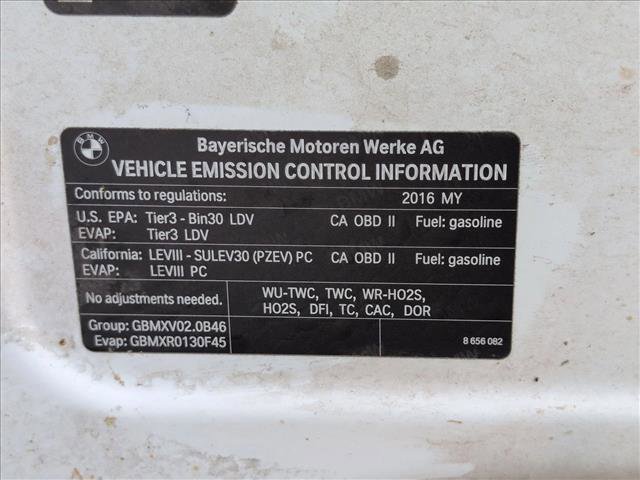 BMW
Bayerische Motoren Werke AG
VEHICLE EMISSION CONTROL INFORMATION
Conforms to regulations: 2016 MY
U.S. EPA: Tier3 - Bin30 LDV CA OBD II Fuel: gasoline
EVAP: Tier3 LDV
California: LEVIII - SULEV30 (PZEV) PC CA OBD II Fuel: gasoline
EVAP: LEVIII PC
No adjustments needed.
WU-TWC, TWC, WR-HO2S,
HO2S, DFI, TC, CAC, DOR
Group: GBMXV02.0B46
Evap: GBMXR0130F45
8 656 082